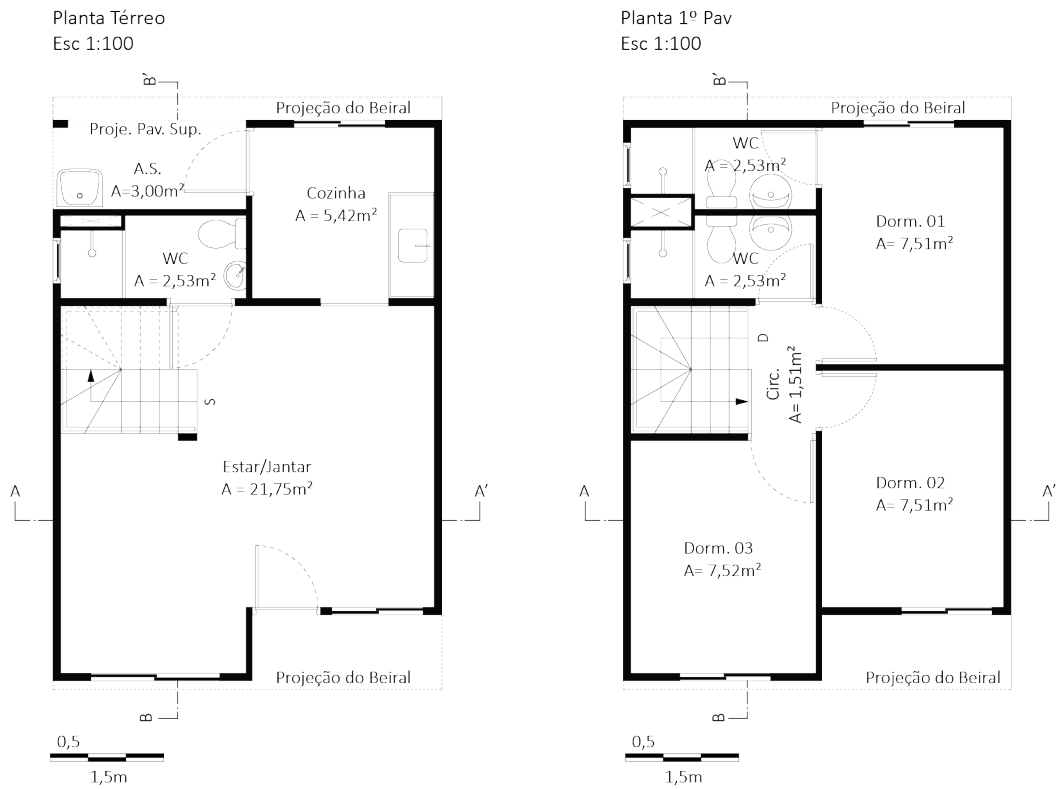 Planta Térreo
Esc 1:100
B'
Projeção do Beiral
Proje. Pav. Sup.
A.S.
A=3,00m²
Cozinha
A = 5,42m²
WC
A = 2,53m²
S
Estar/Jantar
A = 21,75m²
A
A'
Projeção do Beiral
B
0,5
1,5m
Planta 1º Pav
Esc 1:100
B'
Projeção do Beiral
WC
A = 2,53m²
Dorm. 01
A= 7,51m²
WC
A = 2,53m²
D
Circ.
A= 1,51m²
Dorm. 02
A= 7,51m²
A
A'
Dorm. 03
A= 7,52m²
Projeção do Beiral
B
0,5
1,5m